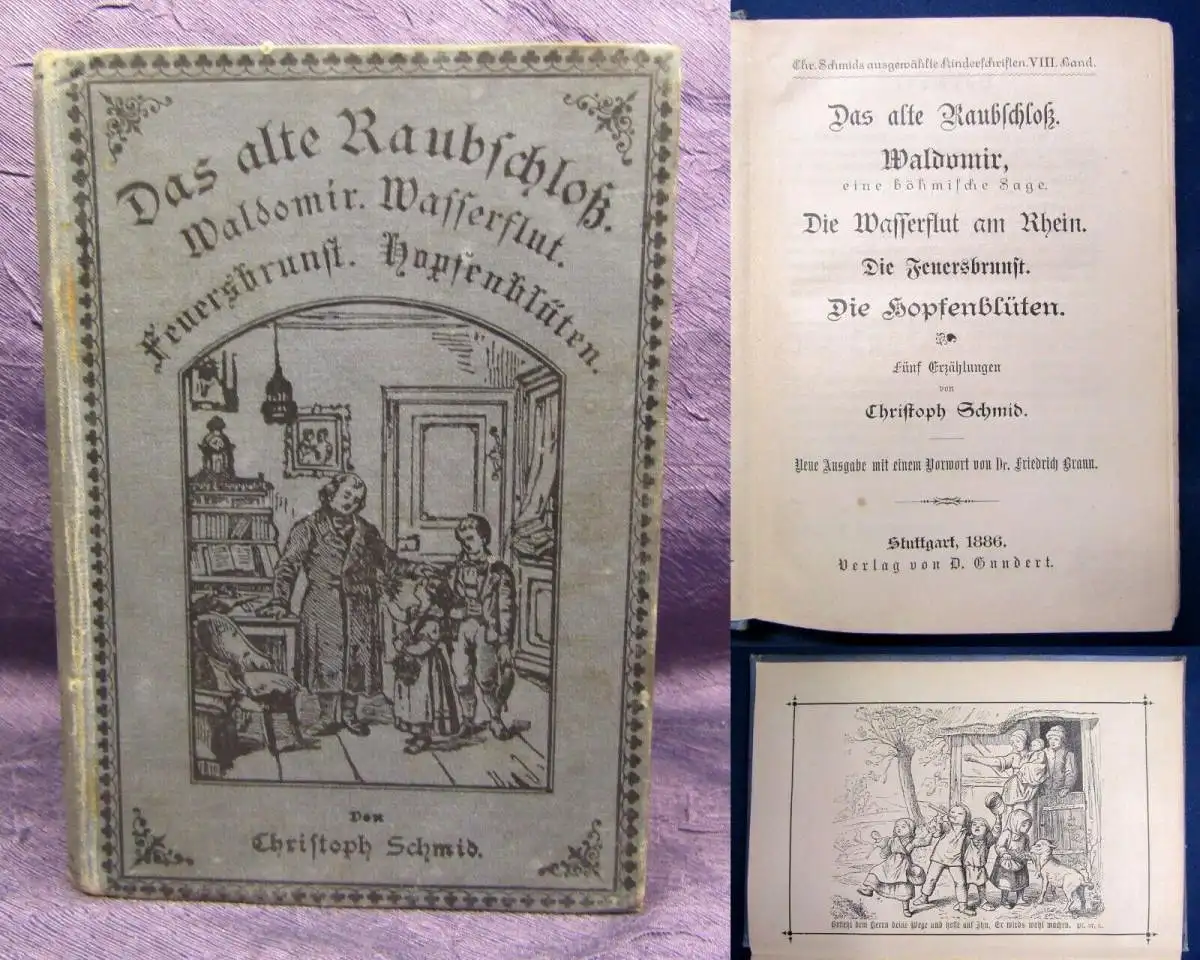 Das alte Raubſchloß.
Waldomir. Waſſerflut.
Feuersbrunſt. Hopfenblüten.
Von
Chriſtoph Schmid.
Chr. Schmids ausgewählte Kinderſchriften. VIII. Band.
Das alte Raubſchloß.
Waldomir,
eine böhmiſche Sage.
Die Waſſerflut am Rhein.
Die Feuersbrunſt.
Die Hopfenblüten.
Fünf Erzählungen
von
Chriſtoph Schmid.
Neue Ausgabe mit einem Vorwort von Dr. Friedrich Braun.
Stuttgart, 1886.
Verlag von D. Gundert.
Befiehl dem Herrn deine Wege und hoffe auf Ihn, Er wirds wohl machen. Pſ.